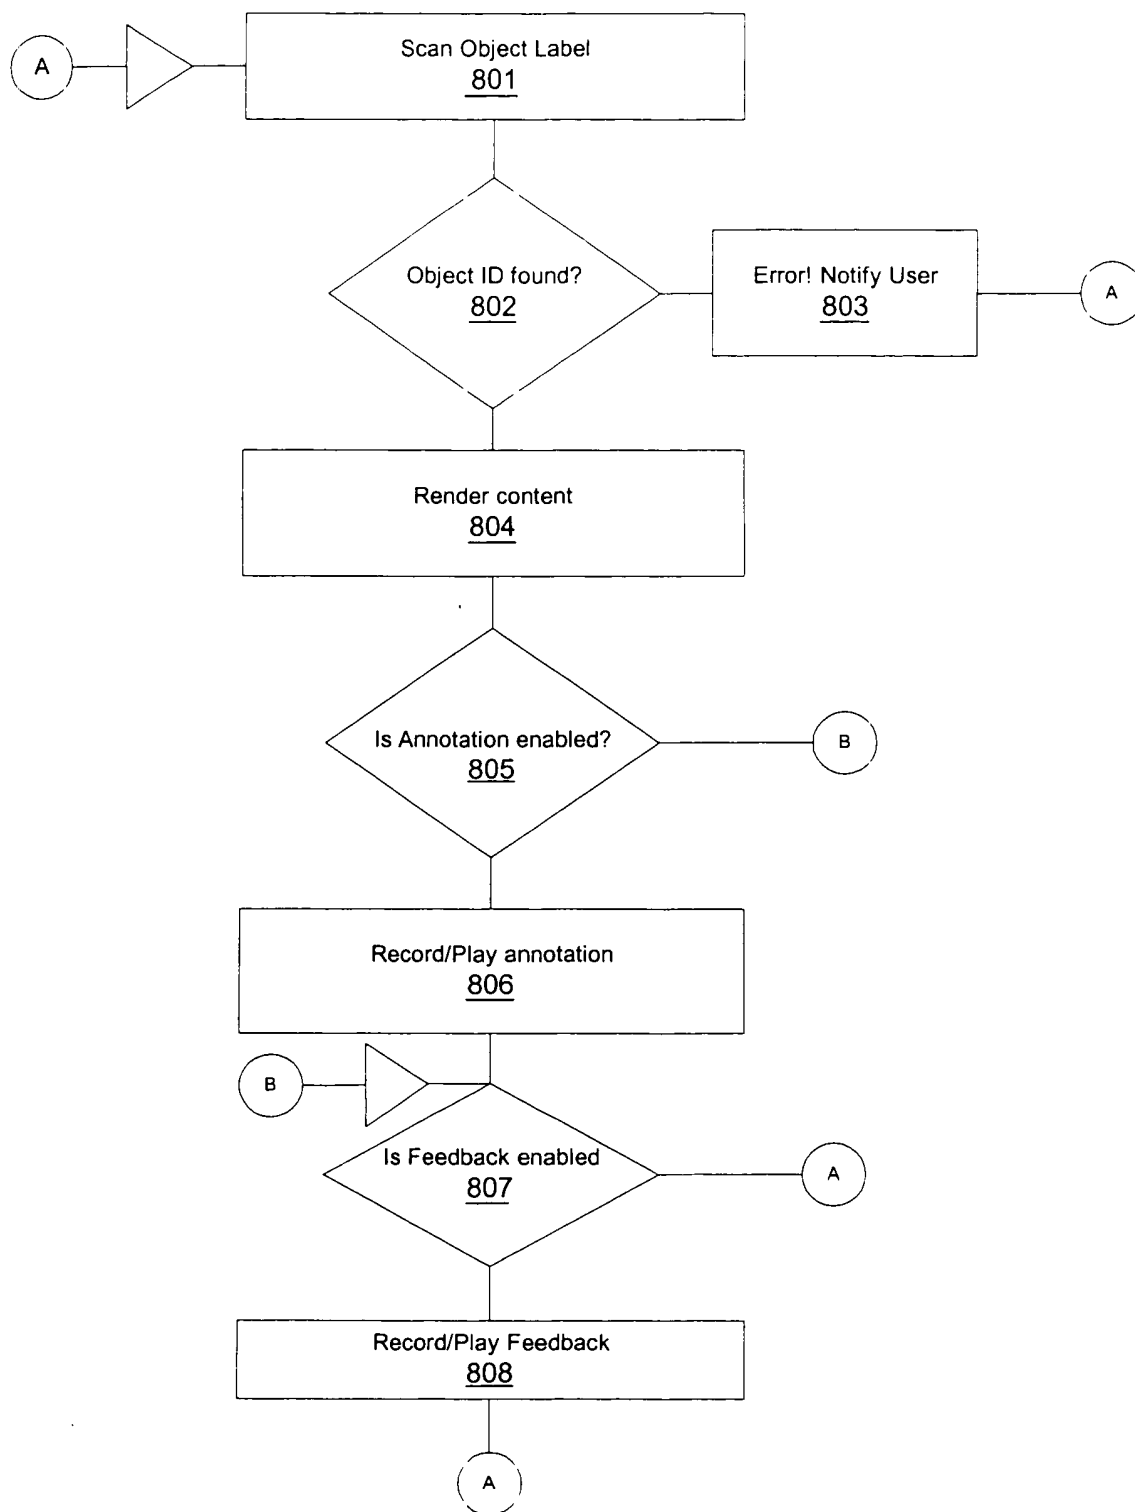 A
Scan Object Label
801
Object ID found?
802
Error! Notify User
803
A
Render content
804
Is Annotation enabled?
805
B
Record/Play annotation
806
B
Is Feedback enabled
807
A
Record/Play Feedback
808
A